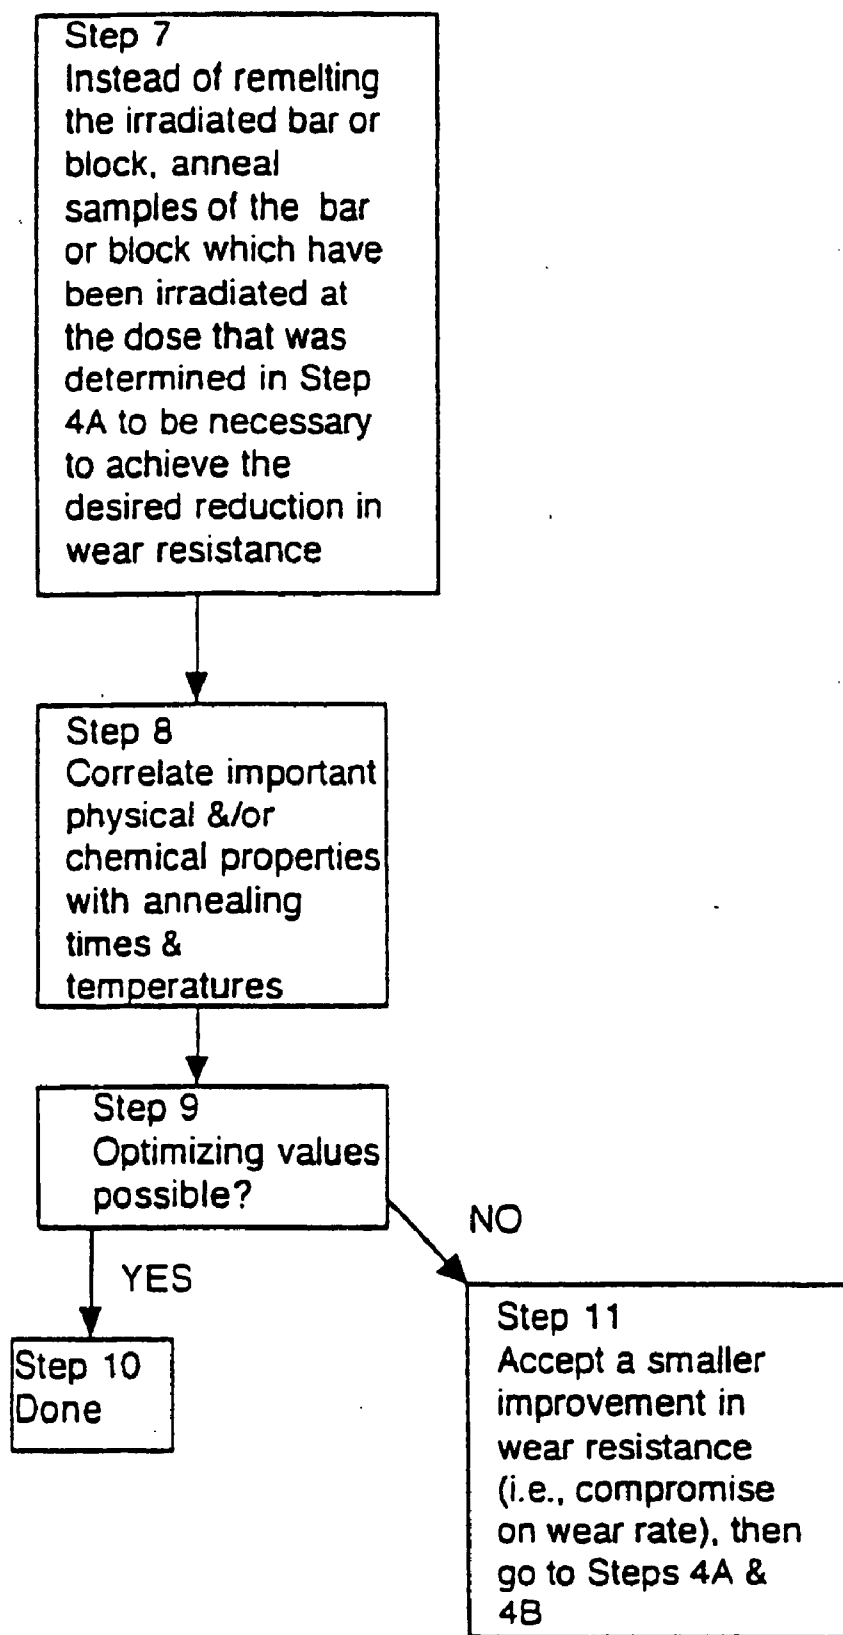 Step 7
Instead of remelting
the irradiated bar or
block, anneal
samples of the bar
or block which have
been irradiated at
the dose that was
determined in Step
4A to be necessary
to achieve the
desired reduction in
wear resistance
Step 8
Correlate important
physical &/or
chemical properties
with annealing
times &
temperatures
Step 9
Optimizing values
possible?
NO
YES
Step 10
Done
Step 11
Accept a smaller
improvement in
wear resistance
(i.e., compromise
on wear rate), then
go to Steps 4A &
4B